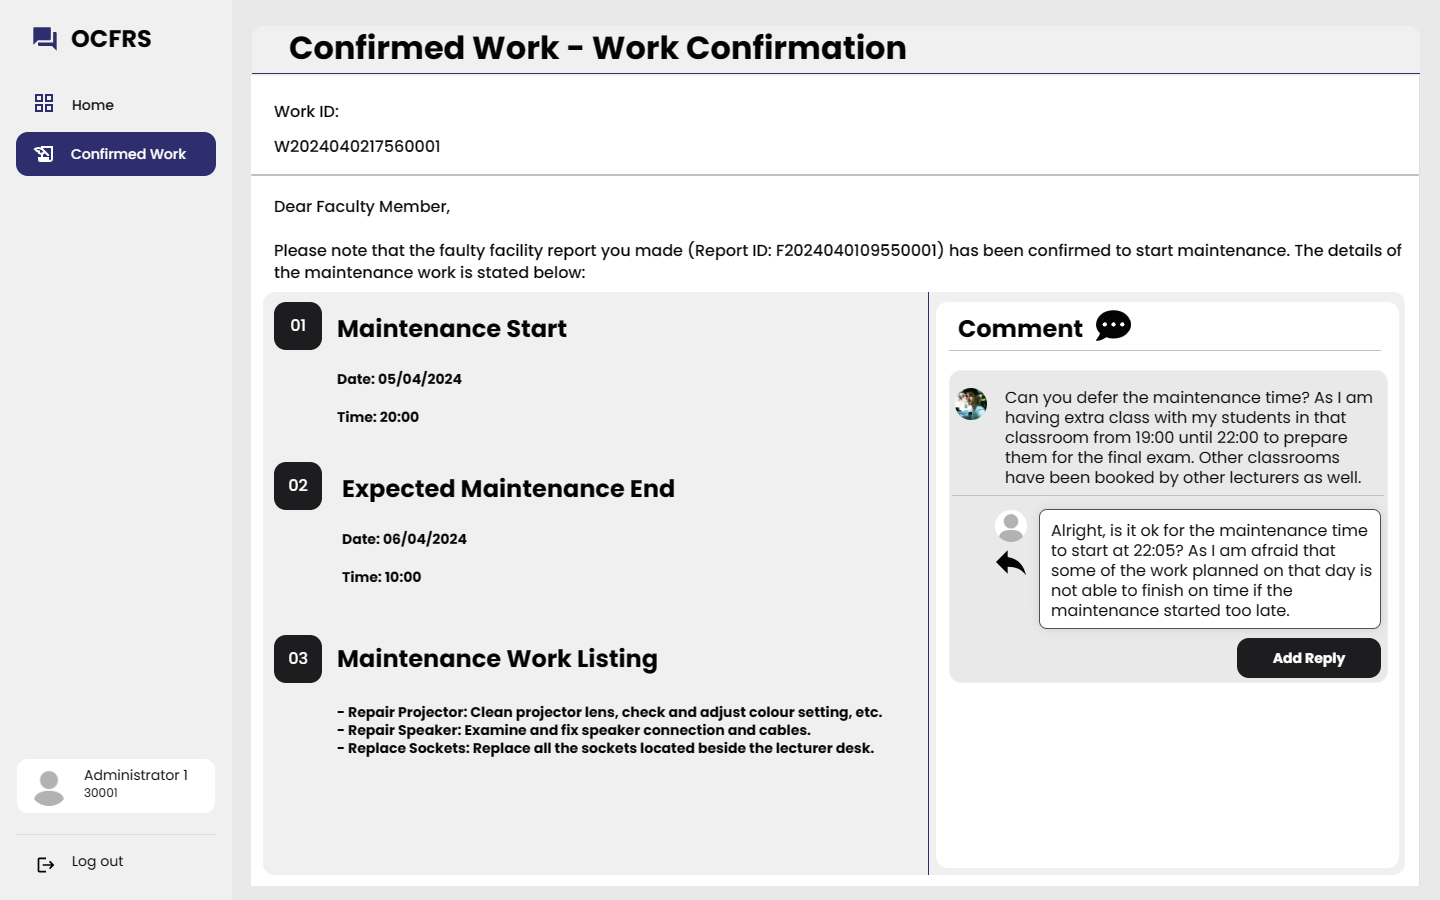 OCFRS
Home
Confirmed Work
Administrator 1
30001
Log out
Confirmed Work - Work Confirmation
Work ID:
W2024040217560001
Dear Faculty Member,
Please note that the faulty facility report you made (Report ID: F2024040109550001) has been confirmed to start maintenance. The details of
the maintenance work is stated below:
01
Maintenance Start
Date: 05/04/2024
Time: 20:00
02
Expected Maintenance End
Date: 06/04/2024
Time: 10:00
03
Maintenance Work Listing
- Repair Projector: Clean projector lens, check and adjust colour setting, etc.
- Repair Speaker: Examine and fix speaker connection and cables.
- Replace Sockets: Replace all the sockets located beside the lecturer desk.
Comment
Can you defer the maintenance time? As I am
having extra class with my students in that
classroom from 19:00 until 22:00 to prepare
them for the final exam. Other classrooms
have been booked by other lecturers as well.
Alright, is it ok for the maintenance time
to start at 22:05? As I am afraid that
some of the work planned on that day is
not able to finish on time if the
maintenance started too late.
Add Reply